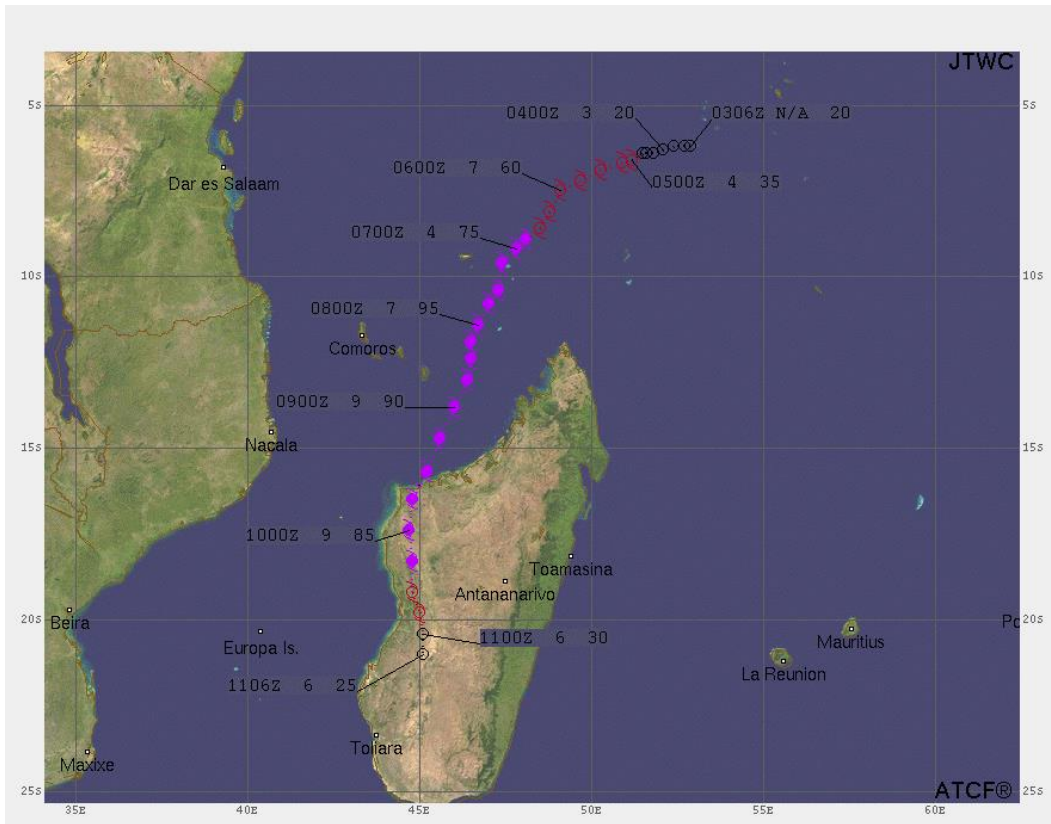 JTWC
5S
5S
0400Z 3 20
0306Z N/A 20
0600Z 7 60
Dar es Salaam
0500Z 4 35
0700Z 4 75
10S
10S
0800Z 7 95
Comoros
0900Z 9 90
Nacala
15S
15S
1000Z 9 85
Toamasina
Antananarivo
Beira
20S
20S
Po
Europa Is.
1100Z 6 30
Mauritius
La Reunion
1106Z 6 25
Toliara
Maxixe
25S
25S
ATCF®
35E
40E
45E
50E
55E
60E